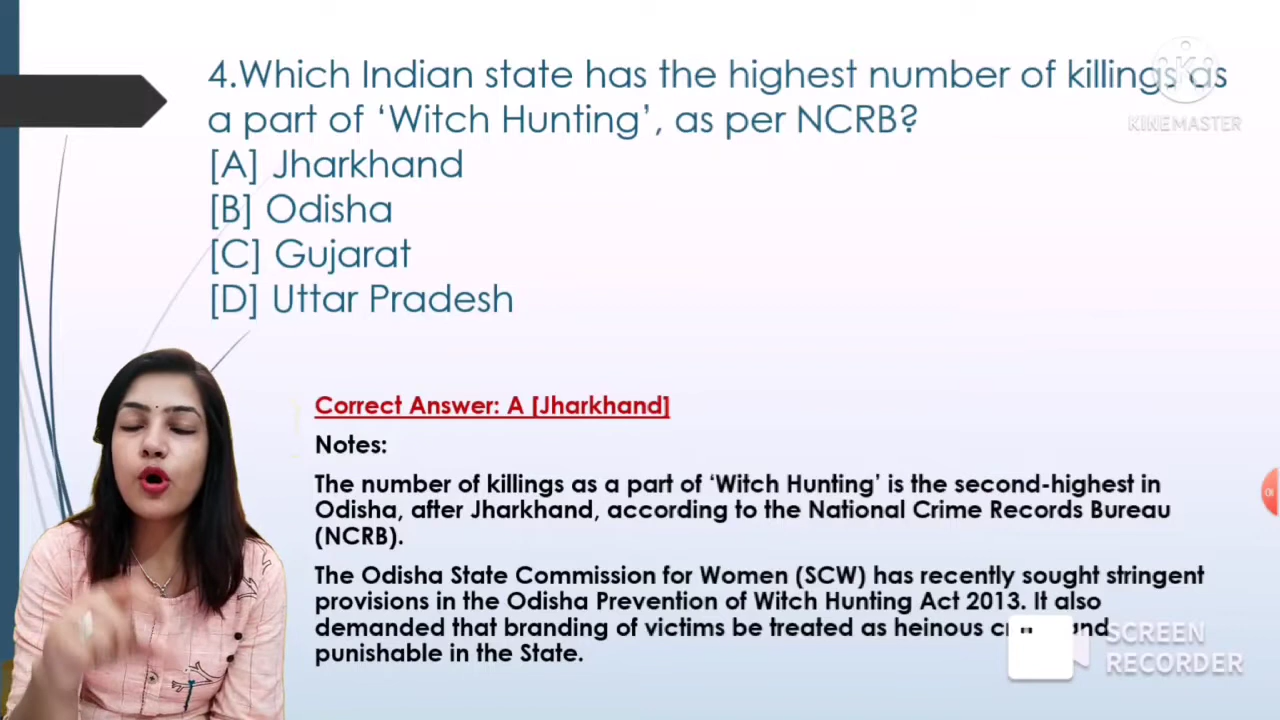 4.Which Indian state has the highest number of killings as
a part of ‘Witch Hunting’, as per NCRB?
[A] Jharkhand
[B] Odisha
[C] Gujarat
[D] Uttar Pradesh
KINEMASTER
Correct Answer: A [Jharkhand]
Notes:
The number of killings as a part of ‘Witch Hunting’ is the second-highest in
Odisha, after Jharkhand, according to the National Crime Records Bureau
(NCRB).
The Odisha State Commission for Women (SCW) has recently sought stringent
provisions in the Odisha Prevention of Witch Hunting Act 2013. It also
demanded that branding of victims be treated as heinous and
punishable in the State.
SCREEN
RECORDER